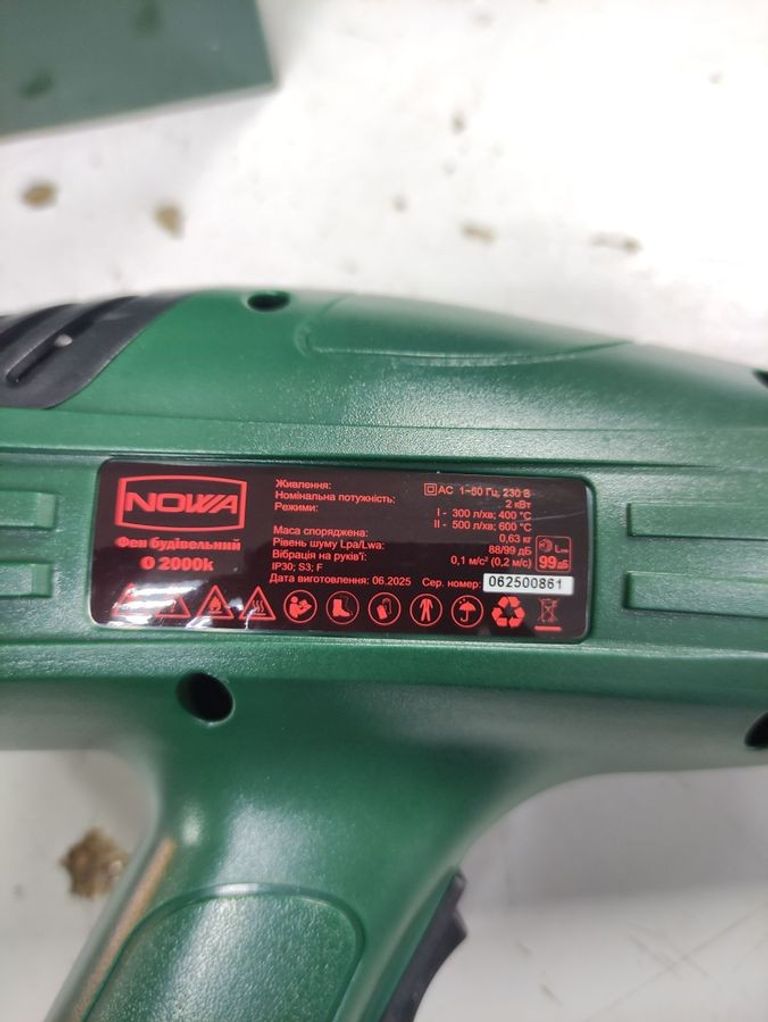 NOWA
Фен будівельний
O 2000k
Живлення: AC 1~50 Гц, 230 В
Номінальна потужність: 2 кВт
Режими: I - 300 л/хв; 400 °C
II - 500 л/хв; 600 °C
Маса споряджена: 0,63 кг
Рівень шуму Lpa/Lwa: 88/99 дБ
Вібрація на руків'ї: 0,1 м/с² (0,2 м/с)
IP30; S3; F
Дата виготовлення: 06.2025 Сер. номер: 062500861
99 дБ